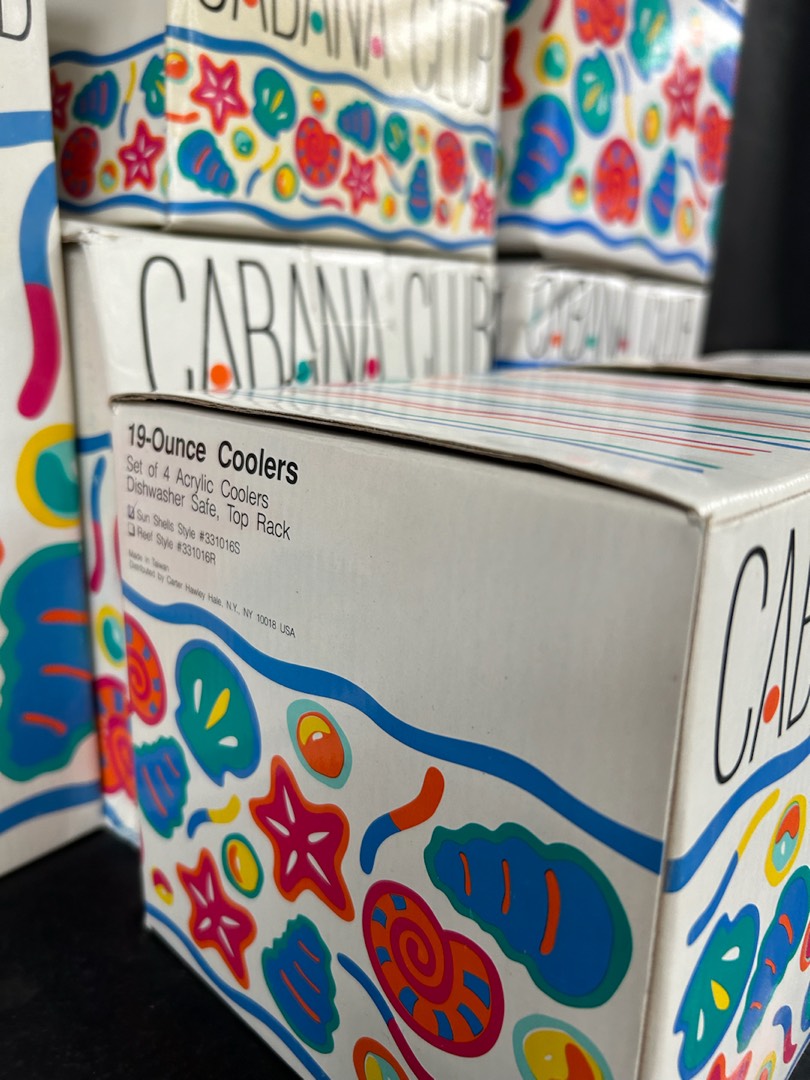 CABANA CLUB
CABANA CLUB
CABANA CLUB
19-Ounce Coolers
Set of 4 Acrylic Coolers
Dishwasher Safe, Top Rack
Sun Shells Style #331016S
Reef Style #331016R
Made in Taiwan
Distributed by Carter Hawley Hale, N.Y., NY 10018 USA
CA